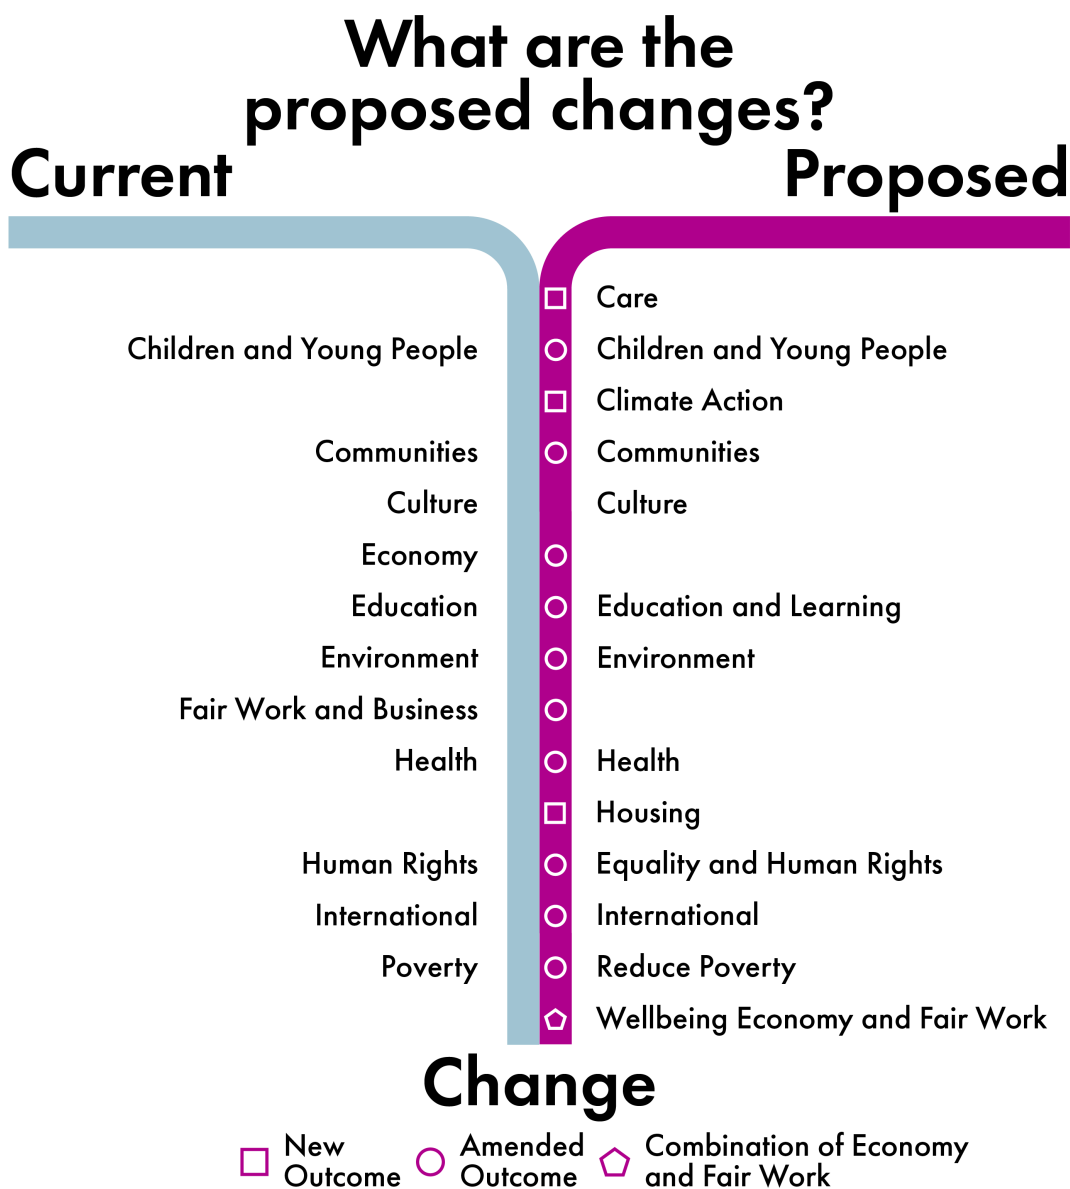 What are the
proposed changes?
Current
Proposed
Care
Children and Young People
Children and Young People
Climate Action
Communities
Communities
Culture
Culture
Economy
Education
Education and Learning
Environment
Environment
Fair Work and Business
Health
Health
Housing
Human Rights
Equality and Human Rights
International
International
Poverty
Reduce Poverty
Wellbeing Economy and Fair Work
Change
New
Outcome
Amended
Outcome
Combination of Economy
and Fair Work